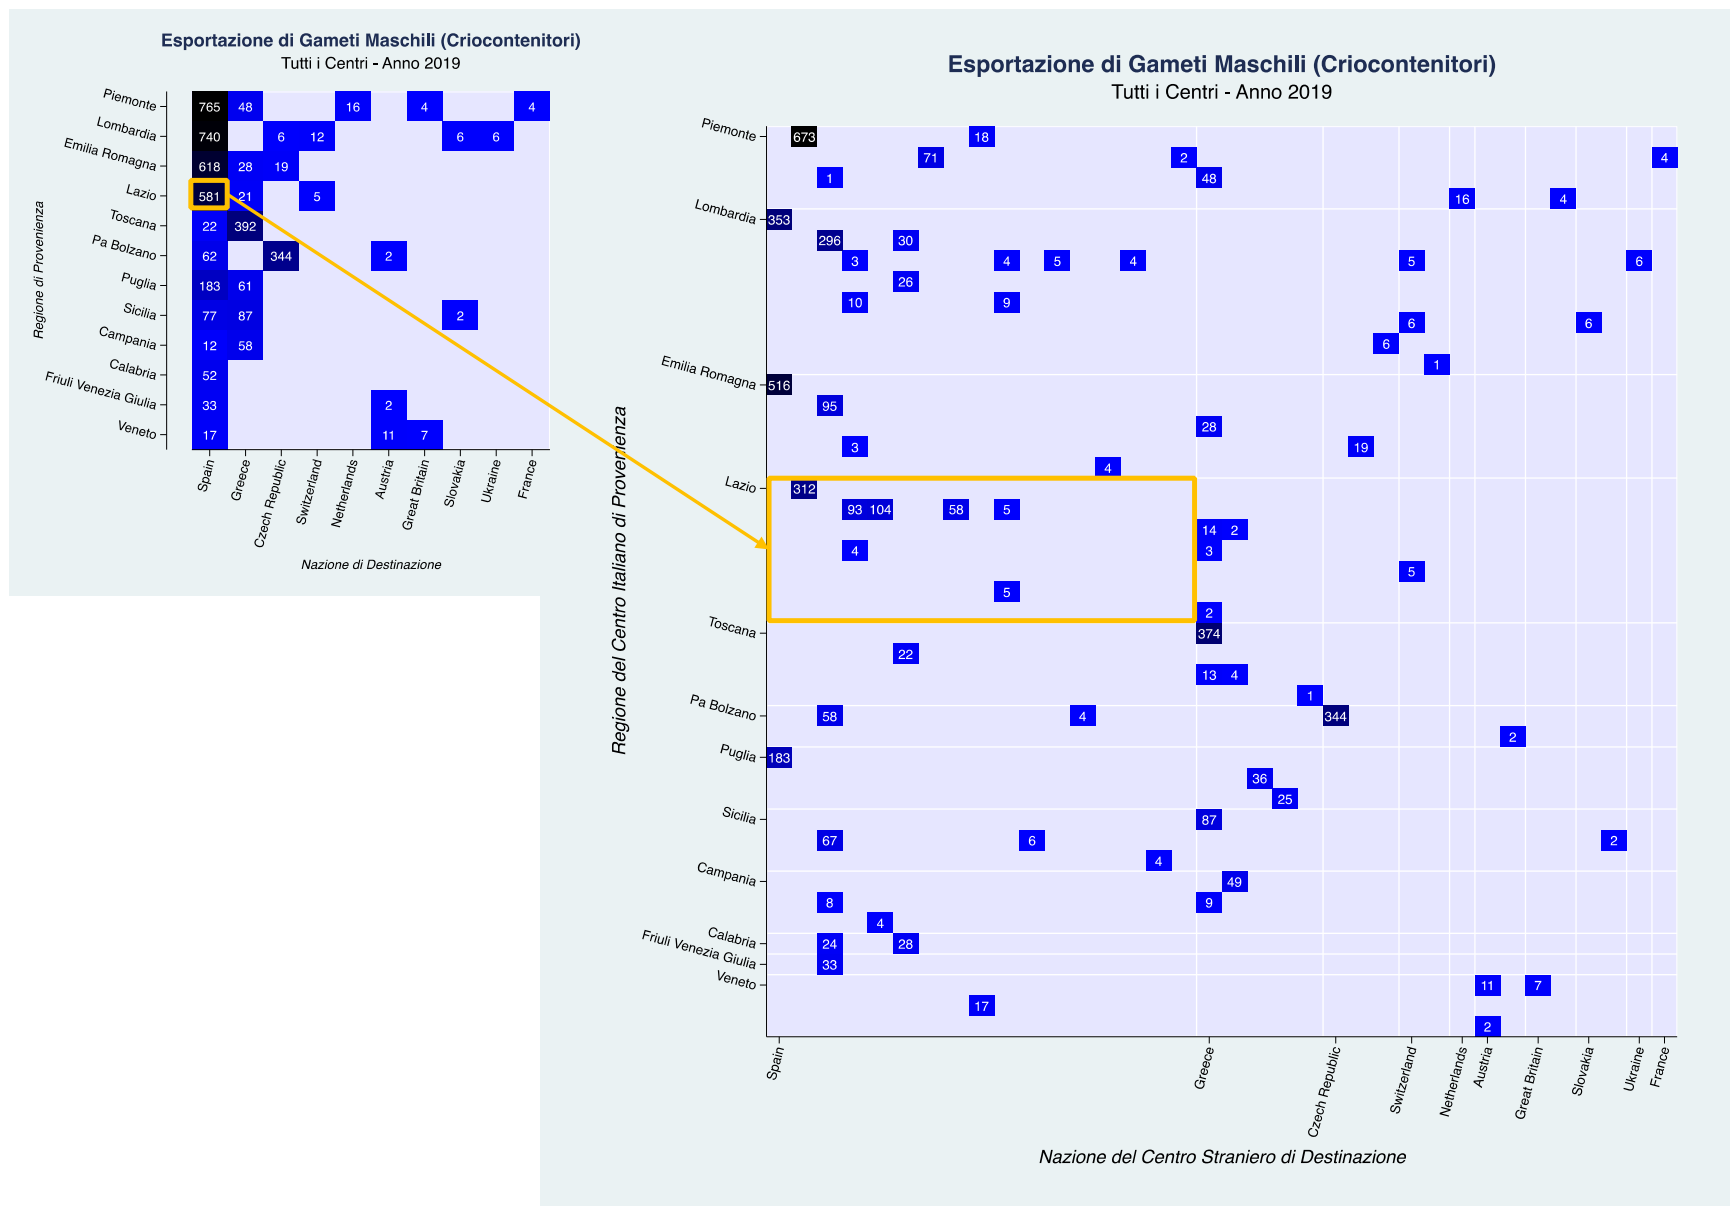 Esportazione di Gameti Maschili (Criocontenitori)
Tutti i Centri - Anno 2019
Regione di Provenienza
Piemonte 765 48 16 4 4
Lombardia 740 6 12 6 6
Emilia Romagna 618 28 19
Lazio 581 21 5
Toscana 22 392
Pa Bolzano 62 344 2
Puglia 183 61
Sicilia 77 87 2
Campania 12 58
Calabria 52
Friuli Venezia Giulia 33 2
Veneto 17 11 7
Spain Greece Czech Republic Switzerland Netherlands Austria Great Britain Slovakia Ukraine France
Nazione di Destinazione
Esportazione di Gameti Maschili (Criocontenitori)
Tutti i Centri - Anno 2019
Regione del Centro Italiano di Provenienza
Piemonte 673 18
71 2 4
1 48
16 4
Lombardia 353
296 30
3 4 5 4 5 6
26
10 9
6 6
6
1
Emilia Romagna 516
95
28
3 19
4
Lazio 312
93 104 58 5
14 2
4 3
5
5
2
Toscana 374
22
13 4
1
Pa Bolzano 58 4 344
2
Puglia 183
36
25
Sicilia 87
67 6 2
4
Campania 49
8 9
4
Calabria 24 28
Friuli Venezia Giulia 33
Veneto 11 7
17
2
Spain Greece Czech Republic Switzerland Netherlands Austria Great Britain Slovakia Ukraine France
Nazione del Centro Straniero di Destinazione